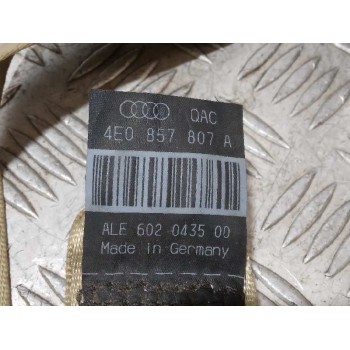 QAC
4E0 857 807 A
ALE 602 0435 00
Made in Germany